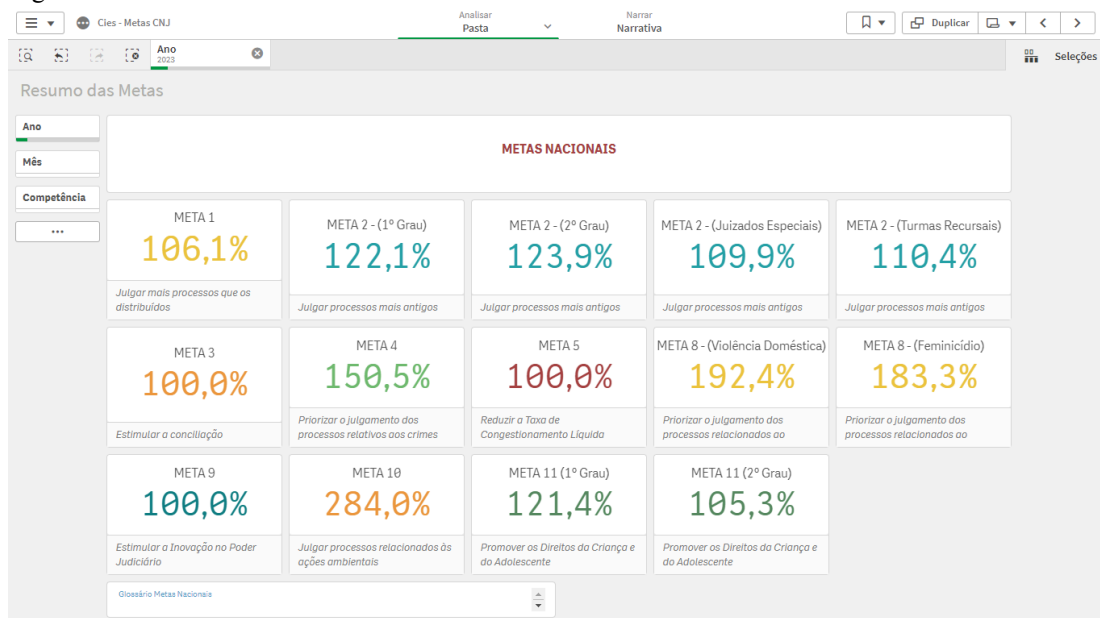 Cies - Metas CNJ
Analisar
Pasta
Narrar
Narrativa
Duplicar
Ano
2023
Seleções
Resumo das Metas
Ano
Mês
Competência
...
METAS NACIONAIS
META 1
106,1%
Julgar mais processos que os
distribuídos
META 2 - (1º Grau)
122,1%
Julgar processos mais antigos
META 2 - (2º Grau)
123,9%
Julgar processos mais antigos
META 2 - (Juizados Especiais)
109,9%
Julgar processos mais antigos
META 2 - (Turmas Recursais)
110,4%
Julgar processos mais antigos
META 3
100,0%
Estimular a conciliação
META 4
150,5%
Priorizar o julgamento dos
processos relativos aos crimes
META 5
100,0%
Reduzir a Taxa de
Congestionamento Líquida
META 8 - (Violência Doméstica)
192,4%
Priorizar o julgamento dos
processos relacionados ao
META 8 - (Feminicídio)
183,3%
Priorizar o julgamento dos
processos relacionados ao
META 9
100,0%
Estimular a Inovação no Poder
Judiciário
META 10
284,0%
Julgar processos relacionados às
ações ambientais
META 11 (1º Grau)
121,4%
Promover os Direitos da Criança e
do Adolescente
META 11 (2º Grau)
105,3%
Promover os Direitos da Criança e
do Adolescente
Glossário Metas Nacionais